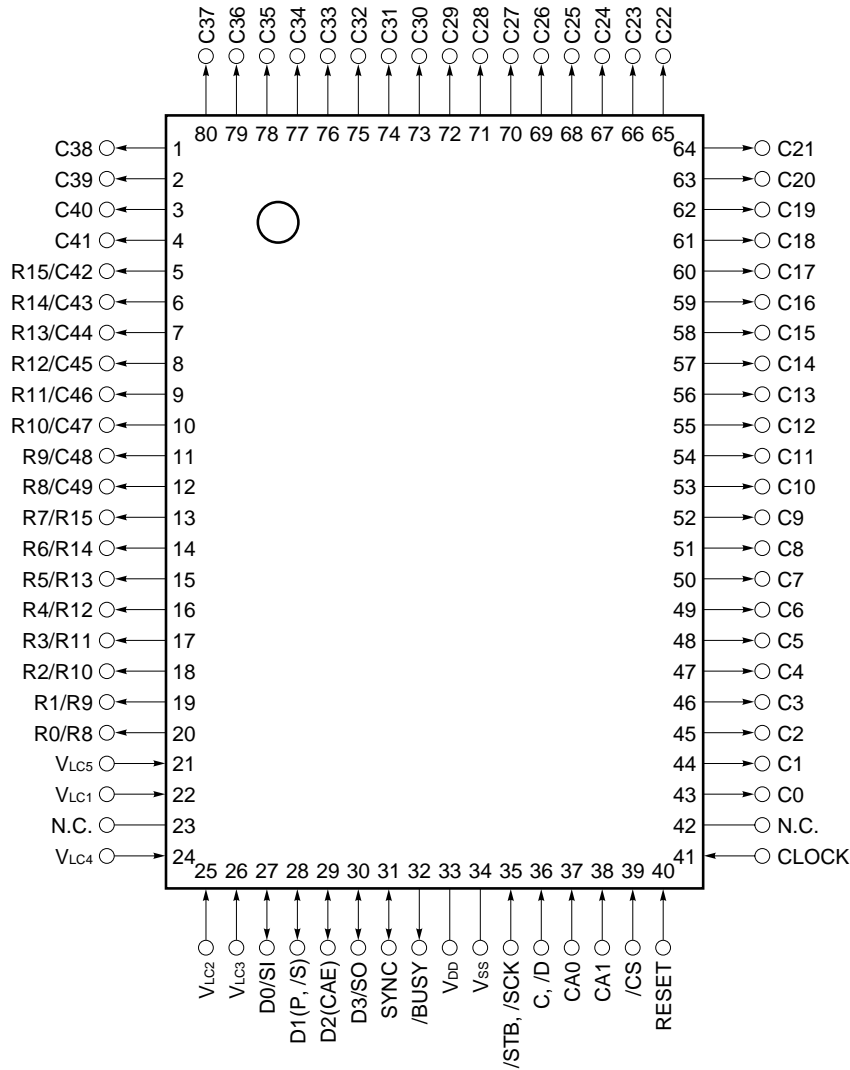 C37 C36 C35 C34 C33 C32 C31 C30 C29 C28 C27 C26 C25 C24 C23 C22
80 79 78 77 76 75 74 73 72 71 70 69 68 67 66 65
C38 1 64 C21
C39 2 63 C20
C40 3 62 C19
C41 4 61 C18
R15/C42 5 60 C17
R14/C43 6 59 C16
R13/C44 7 58 C15
R12/C45 8 57 C14
R11/C46 9 56 C13
R10/C47 10 55 C12
R9/C48 11 54 C11
R8/C49 12 53 C10
R7/R15 13 52 C9
R6/R14 14 51 C8
R5/R13 15 50 C7
R4/R12 16 49 C6
R3/R11 17 48 C5
R2/R10 18 47 C4
R1/R9 19 46 C3
R0/R8 20 45 C2
VLC5 21 44 C1
VLC1 22 43 C0
N.C. 23 42 N.C.
VLC4 24 41 CLOCK
25 26 27 28 29 30 31 32 33 34 35 36 37 38 39 40
VLC2 VLC3 D0/SI D1(P, /S) D2(CAE) D3/SO SYNC /BUSY VDD VSS /STB, /SCK C, /D CA0 CA1 /CS RESET